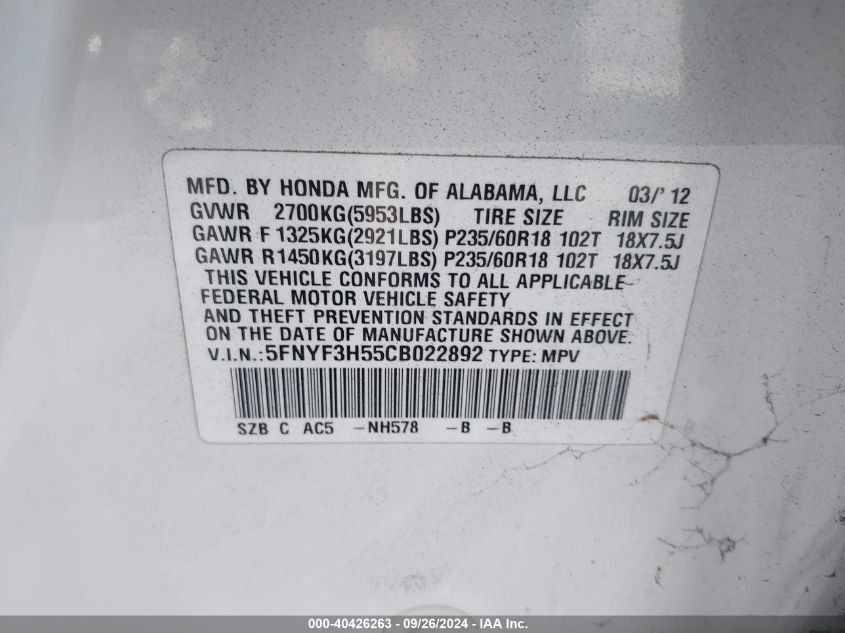 MFD. BY HONDA MFG. OF ALABAMA, LLC 03/'12
GVWR 2700KG(5953LBS) TIRE SIZE RIM SIZE
GAWR F 1325KG(2921LBS) P235/60R18 102T 18X7.5J
GAWR R1450KG(3197LBS) P235/60R18 102T 18X7.5J
THIS VEHICLE CONFORMS TO ALL APPLICABLE
FEDERAL MOTOR VEHICLE SAFETY
AND THEFT PREVENTION STANDARDS IN EFFECT
ON THE DATE OF MANUFACTURE SHOWN ABOVE.
V.I.N.:5FNYF3H55CB022892 TYPE: MPV
SZB C AC5 -NH578 -B -B
000-40426263 - 09/26/2024 - IAA Inc.